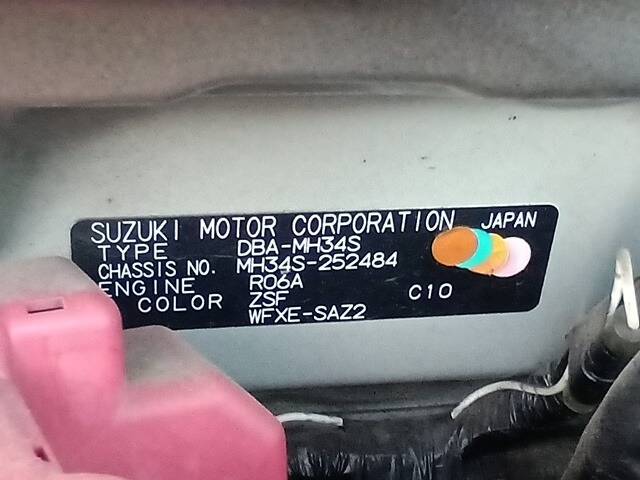 SUZUKI MOTOR CORPORATION JAPAN
TYPE DBA-MH34S
CHASSIS NO. MH34S-252484
ENGINE R06A
COLOR ZSF C10
WFXE-SAZ2